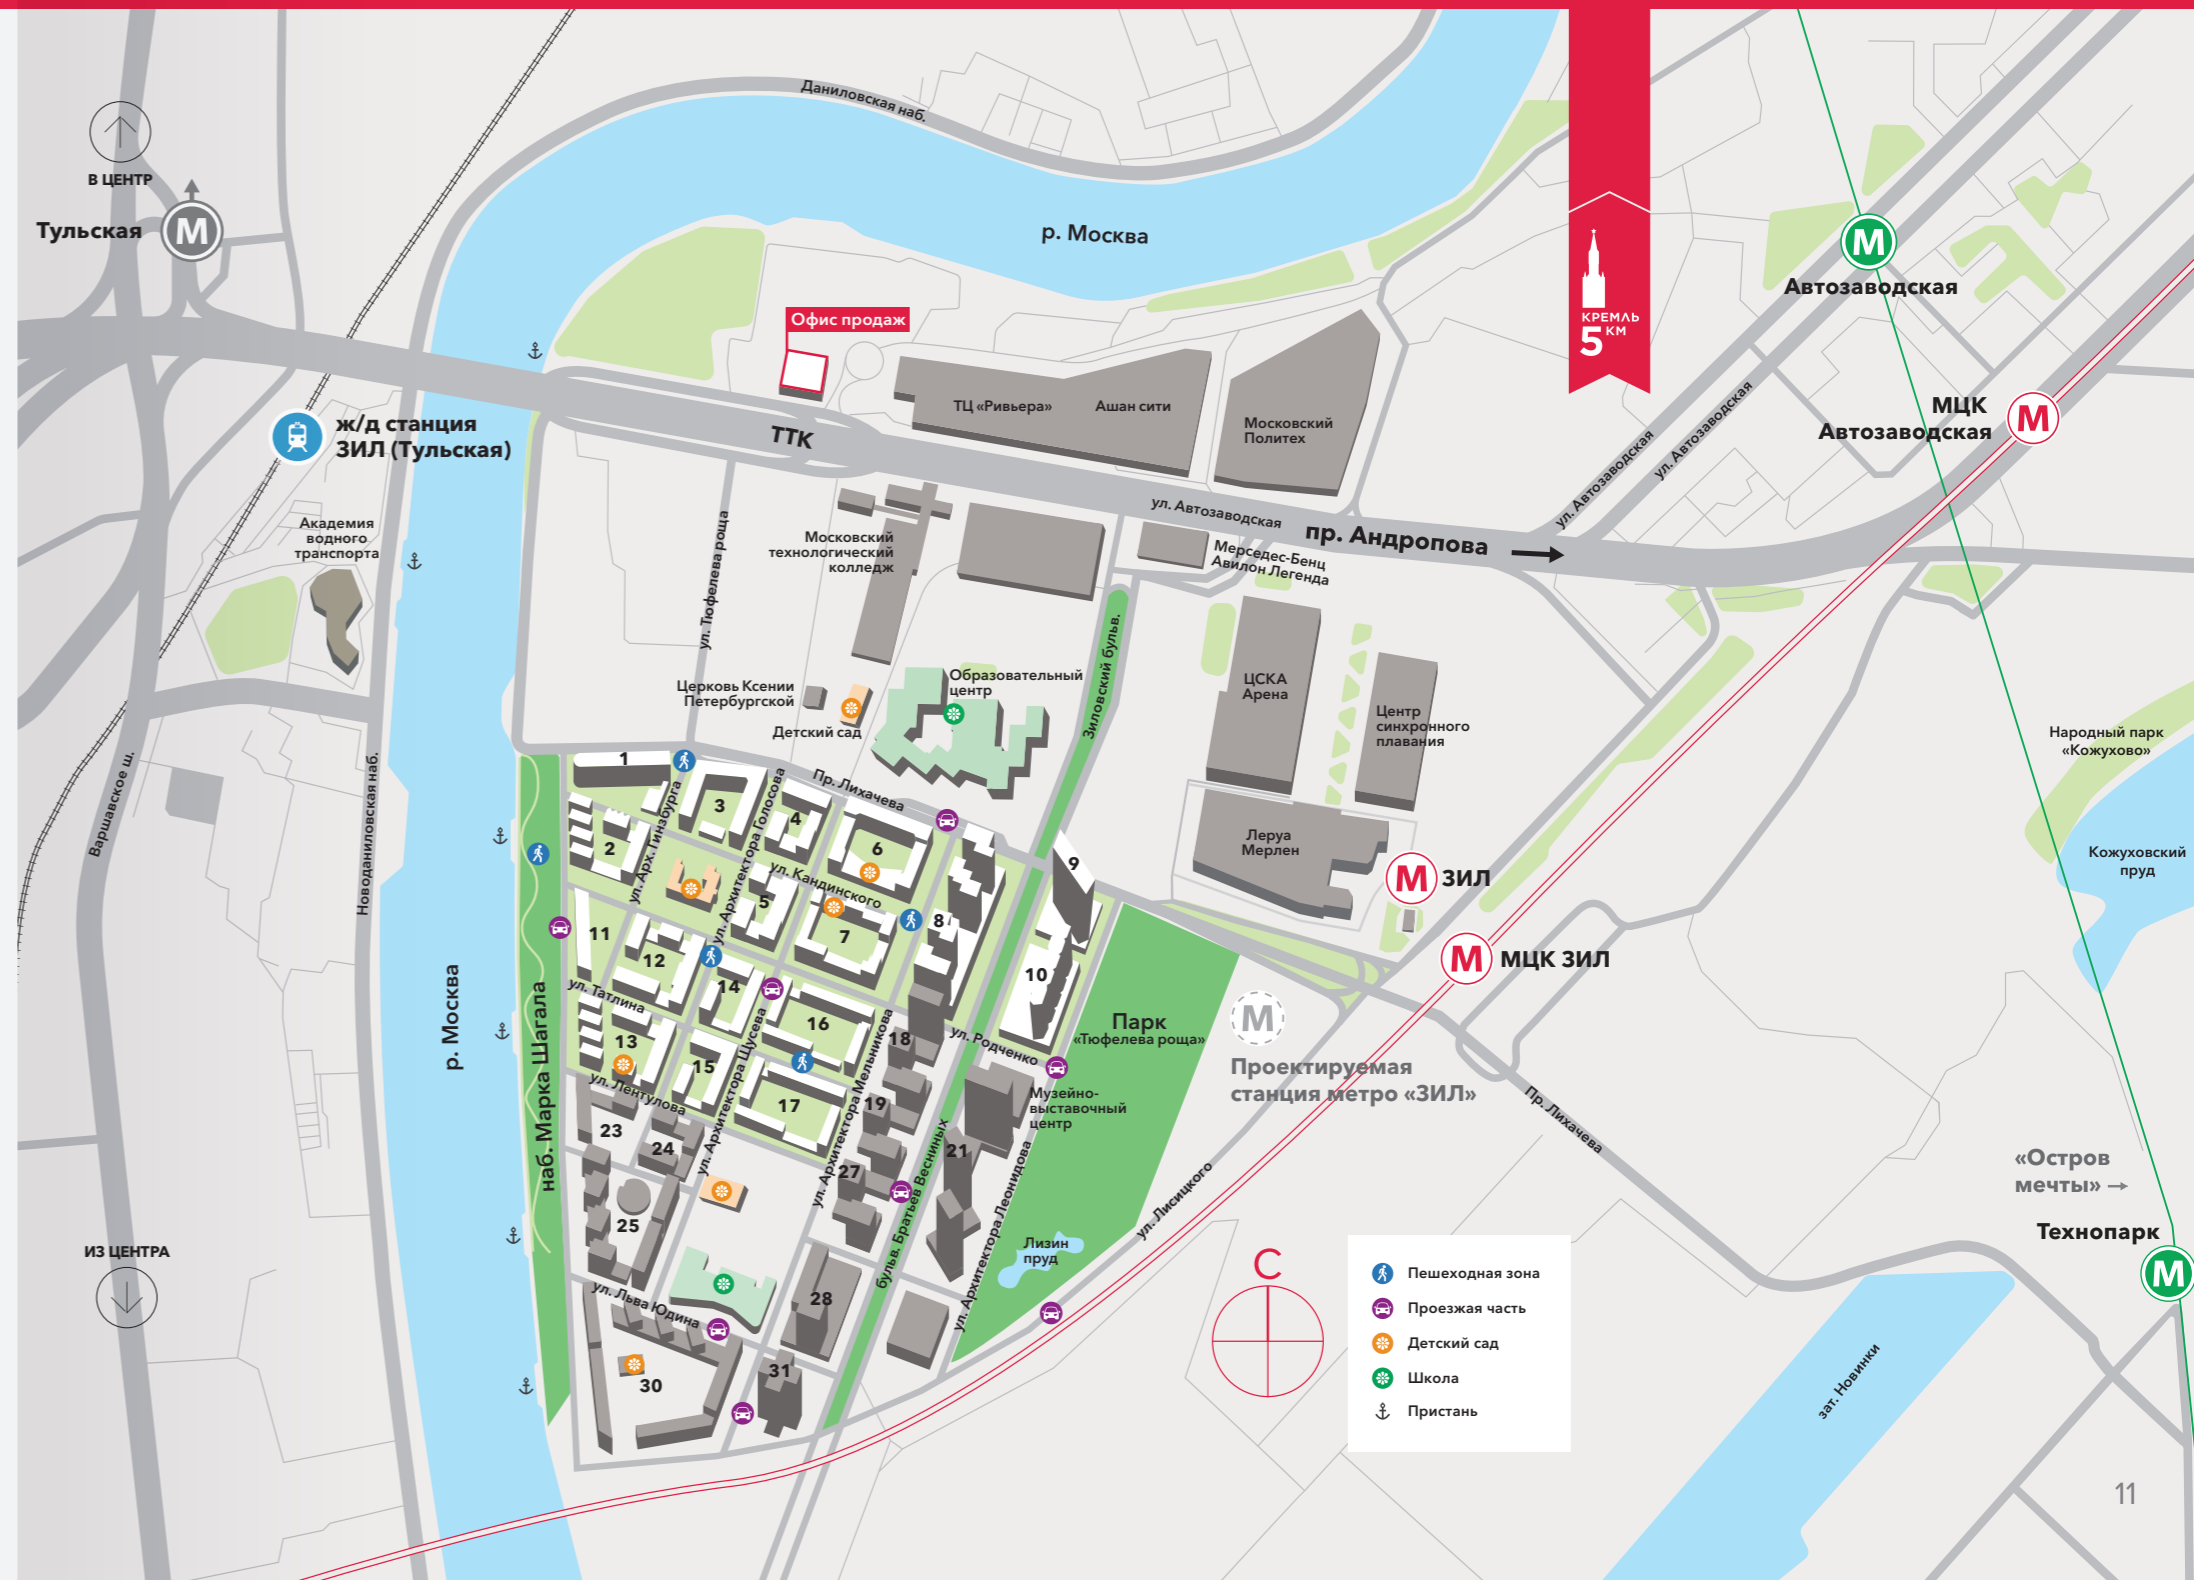 В ЦЕНТР
Тульская
М
Даниловская наб.
р. Москва
Офис продаж
КРЕМЛЬ
5 КМ
М
Автозаводская
МЦК
Автозаводская
М
ж/д станция
ЗИЛ (Тульская)
ТТК
ТЦ «Ривьера»
Ашан сити
Московский
Политех
ул. Автозаводская
ул. Автозаводская
ул. Автозаводская
пр. Андропова
Мерседес-Бенц
Авилон Легенда
Академия
водного
транспорта
ул. Тюфелева роща
Московский
технологический
колледж
Церковь Ксении
Петербургской
Детский сад
Образовательный
центр
Зиловский бульв.
ЦСКА
Арена
Центр
синхронного
плавания
Народный парк
«Кожухово»
Кожуховский
пруд
Леруа
Мерлен
М ЗИЛ
М МЦК ЗИЛ
М
Проектируемая
станция метро «ЗИЛ»
Варшавское ш.
Новоданиловская наб.
р. Москва
наб. Марка Шагала
Пр. Лихачева
ул. Арх. Гинзбурга
ул. Архитектора Голосова
ул. Кандинского
ул. Татлина
ул. Лентулова
ул. Архитектора Щусева
ул. Архитектора Мельникова
ул. Родченко
бульв. Братьев Весниных
ул. Архитектора Леонидова
ул. Льва Юдина
ул. Лисицкого
Пр. Лихачева
1
2
3
4
5
6
7
8
9
10
11
12
13
14
15
16
17
18
19
21
23
24
25
27
28
30
31
Парк
«Тюфелева роща»
Музейно-
выставочный
центр
Лизин
пруд
ИЗ ЦЕНТРА
«Остров
мечты» →
Технопарк
М
зат. Новинки
С
Пешеходная зона
Проезжая часть
Детский сад
Школа
Пристань
11